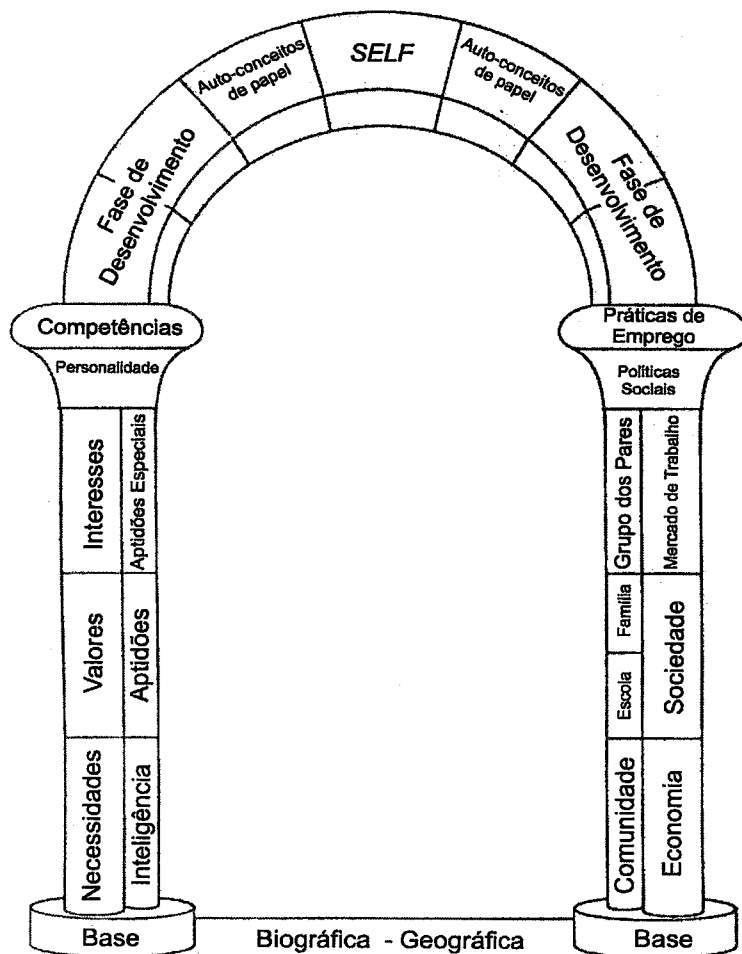 SELF
Auto-conceitos
de papel
Auto-conceitos
de papel
Fase de
Desenvolvimento
Fase de
Desenvolvimento
Competências
Personalidade
Interesses
Aptidões Especiais
Valores
Aptidões
Necessidades
Inteligência
Práticas de
Emprego
Políticas
Sociais
Grupo dos Pares
Mercado de Trabalho
Família
Escola
Sociedade
Comunidade
Economia
Base
Biográfica - Geográfica
Base